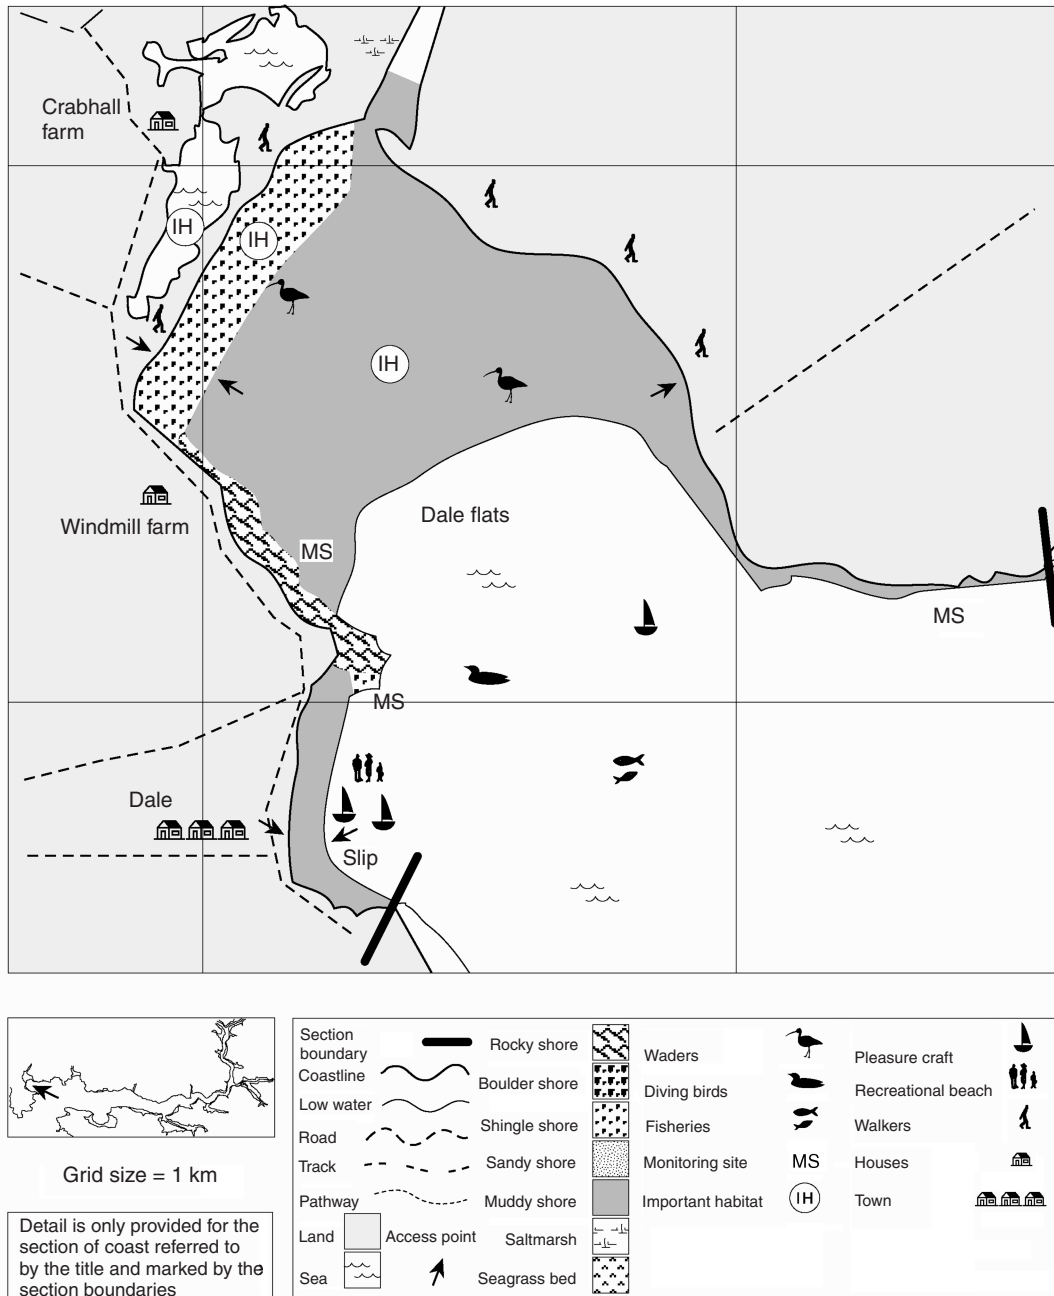 Crabhall
farm
IH
IH
IH
Windmill farm
Dale flats
MS
MS
MS
Dale
Slip
Grid size = 1 km
Detail is only provided for the
section of coast referred to
by the title and marked by the
section boundaries
Section
boundary
Coastline
Low water
Road
Track
Pathway
Land
Sea
Access point
Rocky shore
Boulder shore
Shingle shore
Sandy shore
Muddy shore
Saltmarsh
Seagrass bed
Waders
Diving birds
Fisheries
Monitoring site MS
Important habitat IH
Pleasure craft
Recreational beach
Walkers
Houses
Town